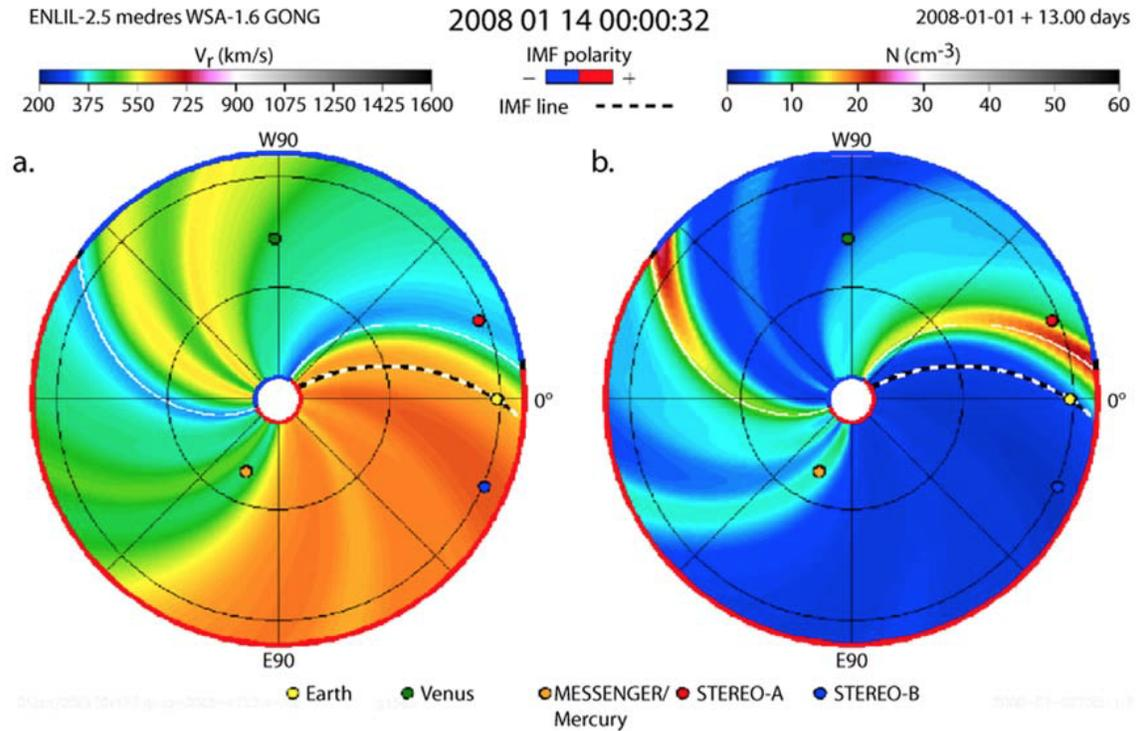 ENLIL-2.5 medres WSA-1.6 GONG
2008 01 14 00:00:32
2008-01-01 + 13.00 days
Vr (km/s)
IMF polarity
N (cm-3)
− +
200 375 550 725 900 1075 1250 1425 1600
IMF line
0 10 20 30 40 50 60
a.
W90
b.
W90
0°
0°
E90
E90
Earth
Venus
MESSENGER/
Mercury
STEREO-A
STEREO-B